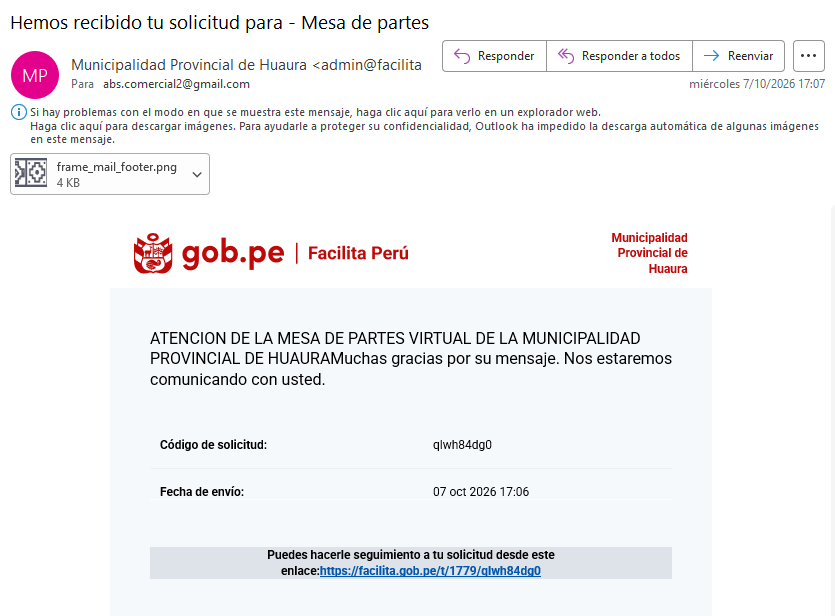 Hemos recibido tu solicitud para - Mesa de partes
MP
Municipalidad Provincial de Huaura <admin@facilita
Responder
Responder a todos
Reenviar
Para abs.comercial2@gmail.com
miércoles 7/10/2026 17:07
Si hay problemas con el modo en que se muestra este mensaje, haga clic aquí para verlo en un explorador web.
Haga clic aquí para descargar imágenes. Para ayudarle a proteger su confidencialidad, Outlook ha impedido la descarga automática de algunas imágenes
en este mensaje.
frame_mail_footer.png
4 KB
gob.pe | Facilita Perú
Municipalidad
Provincial de
Huaura
ATENCION DE LA MESA DE PARTES VIRTUAL DE LA MUNICIPALIDAD
PROVINCIAL DE HUAURAMuchas gracias por su mensaje. Nos estaremos
comunicando con usted.
Código de solicitud: qlwh84dg0
Fecha de envío: 07 oct 2026 17:06
Puedes hacerle seguimiento a tu solicitud desde este
enlace:https://facilita.gob.pe/t/1779/qlwh84dg0